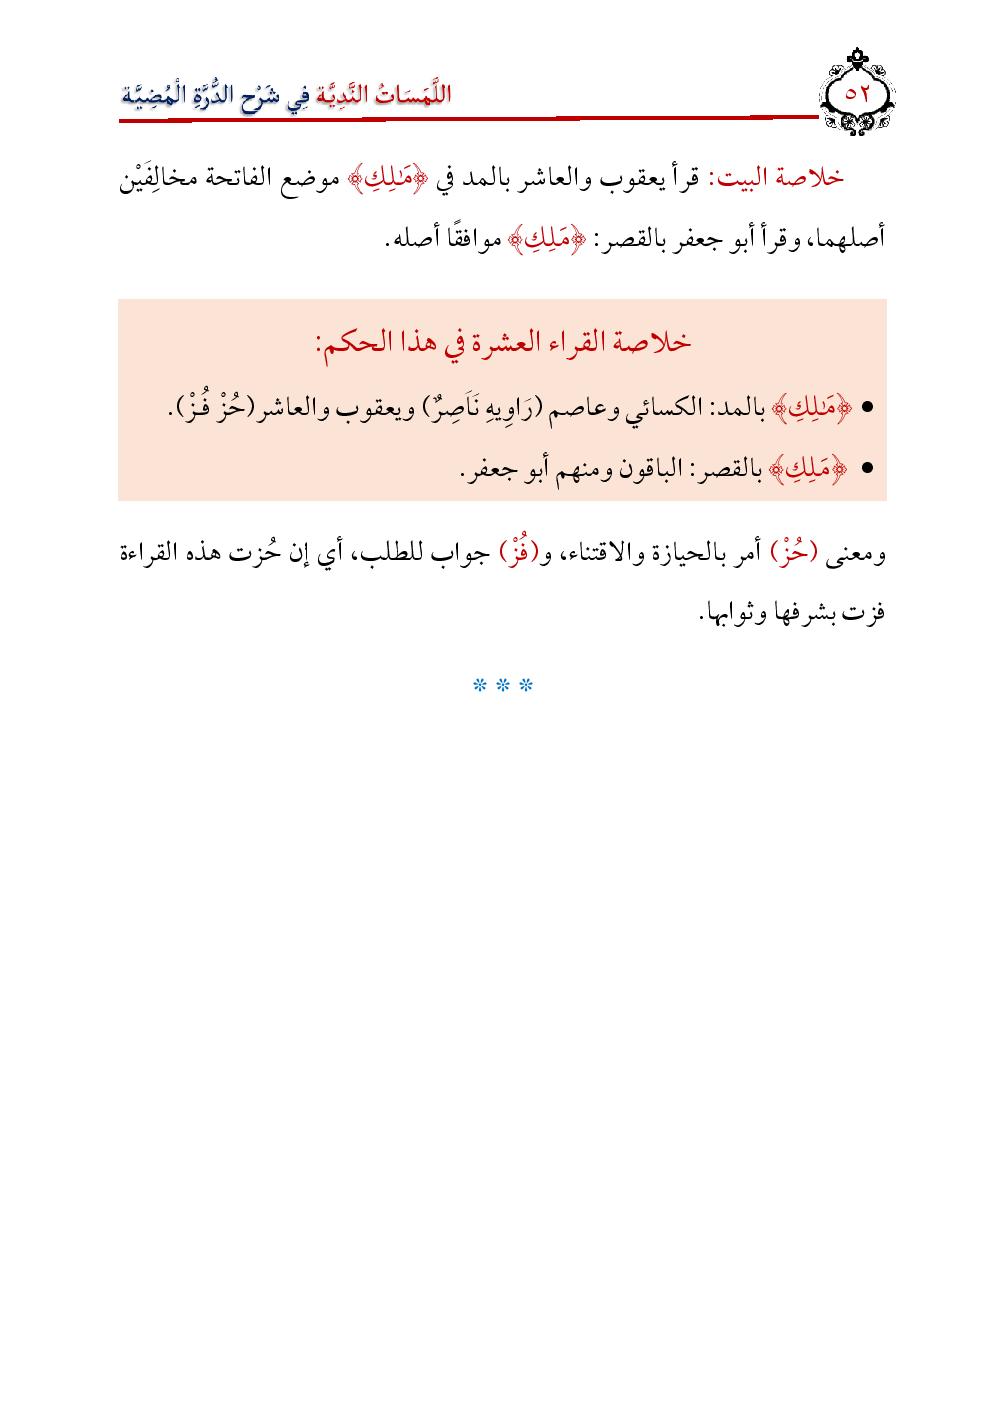 اللَّمَسَاتُ النَّدِيَّة فِي شَرْحِ الدُّرَّةِ الْمُضِيَّة
٥٢
خلاصة البيت: قرأ يعقوب والعاشر بالمد في ﴿مَٰلِكِ﴾ موضع الفاتحة مخالِفَيْن
أصلهما، وقرأ أبو جعفر بالقصر: ﴿مَلِكِ﴾ موافقًا أصله.
خلاصة القراء العشرة في هذا الحكم:
• ﴿مَٰلِكِ﴾ بالمد: الكسائي وعاصم (رَاوِيهِ نَاَصِرٌ) ويعقوب والعاشر(حُزْ فُـزْ).
• ﴿مَلِكِ﴾ بالقصر: الباقون ومنهم أبو جعفر.
ومعنى (حُزْ) أمر بالحيازة والاقتناء، و(فُزْ) جواب للطلب، أي إن حُزت هذه القراءة
فزت بشرفها وثوابها.
* * *